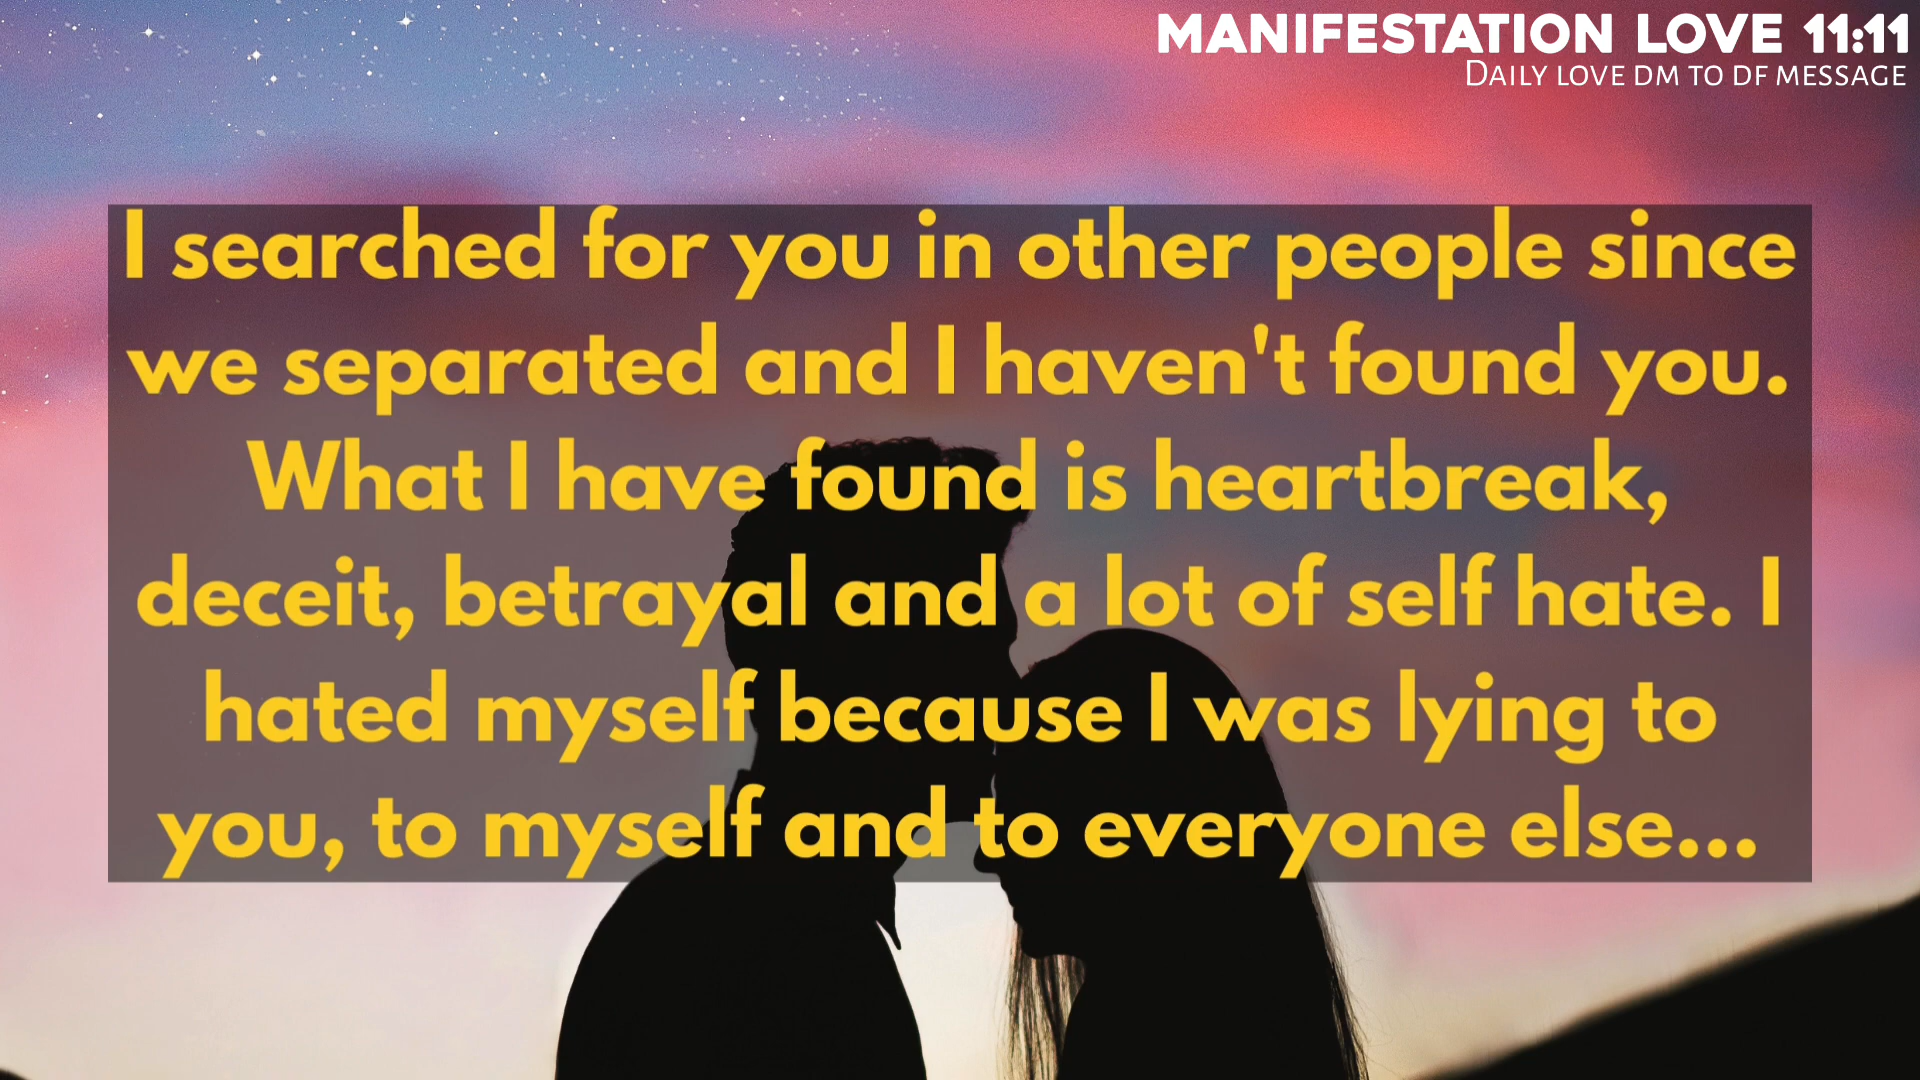 MANIFESTATION LOVE 11:11
DAILY LOVE DM TO DF MESSAGE
I searched for you in other people since
we separated and I haven't found you.
What I have found is heartbreak,
deceit, betrayal and a lot of self hate. I
hated myself because I was lying to
you, to myself and to everyone else...